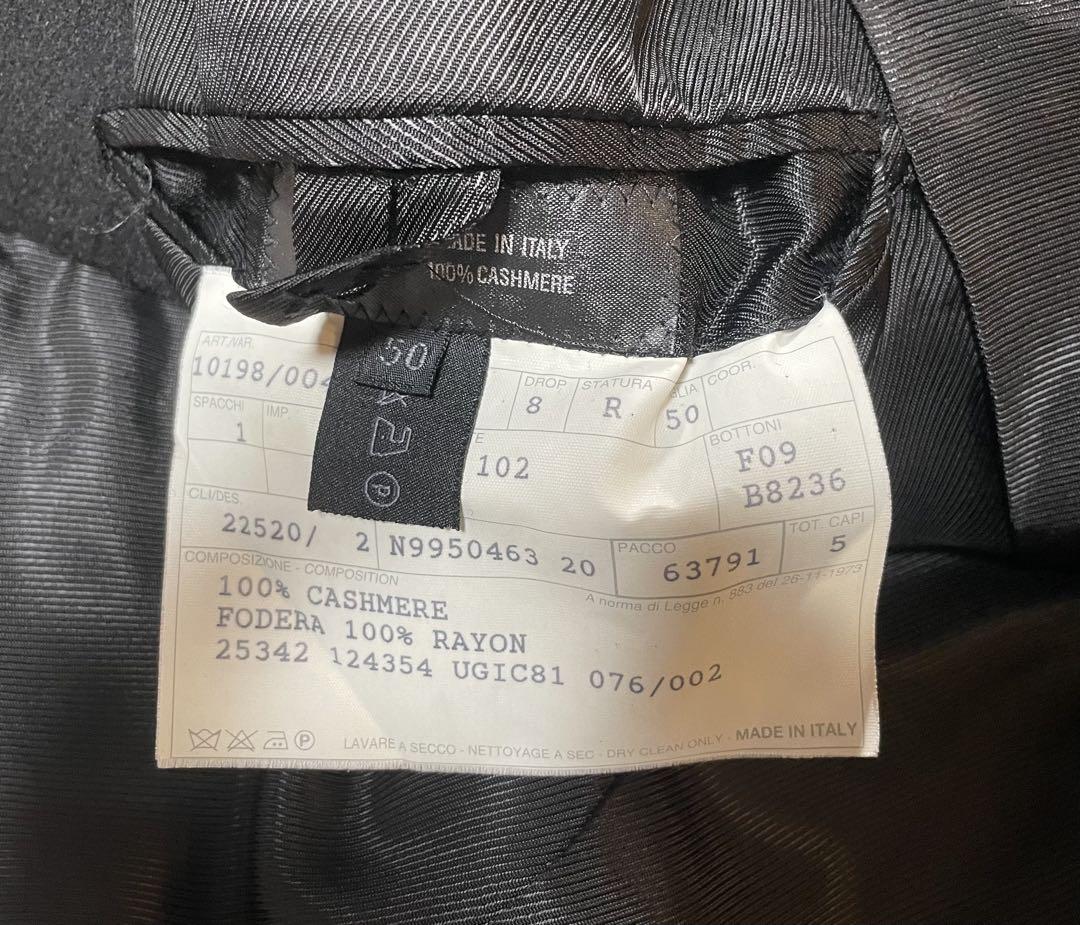 MADE IN ITALY
100% CASHMERE
50
P
ART./VAR.
10198/004
DROP
8
STATURA
R
50
COOR.
SPACCHI
1
IMP.
102
BOTTONI
F09
B8236
CLI/DES.
22520/ 2
N9950463 20
PACCO
63791
TOT. CAPI
5
COMPOSIZIONE - COMPOSITION
A norma di Legge n. 883 del 26-11-1973
100% CASHMERE
FODERA 100% RAYON
25342 124354 UGIC81 076/002
P LAVARE A SECCO - NETTOYAGE A SEC - DRY CLEAN ONLY - MADE IN ITALY